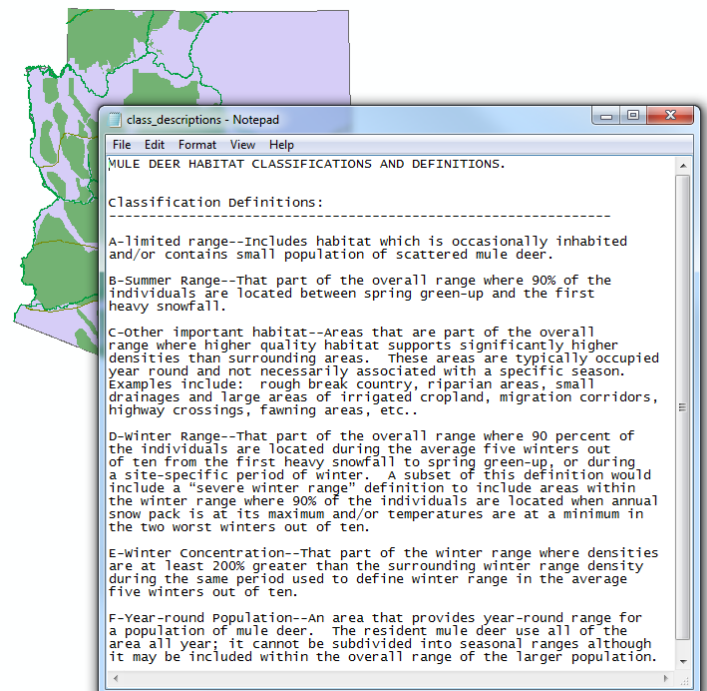 class_descriptions - Notepad
File Edit Format View Help
MULE DEER HABITAT CLASSIFICATIONS AND DEFINITIONS.
Classification Definitions:
---------------------------------------------------------------
A-limited range--Includes habitat which is occasionally inhabited
and/or contains small population of scattered mule deer.
B-Summer Range--That part of the overall range where 90% of the
individuals are located between spring green-up and the first
heavy snowfall.
C-Other important habitat--Areas that are part of the overall
range where higher quality habitat supports significantly higher
densities than surrounding areas.  These areas are typically occupied
year round and not necessarily associated with a specific season.
Examples include:  rough break country, riparian areas, small
drainages and large areas of irrigated cropland, migration corridors,
highway crossings, fawning areas, etc..
D-Winter Range--That part of the overall range where 90 percent of
the individuals are located during the average five winters out
of ten from the first heavy snowfall to spring green-up, or during
a site-specific period of winter.  A subset of this definition would
include a "severe winter range" definition to include areas within
the winter range where 90% of the individuals are located when annual
snow pack is at its maximum and/or temperatures are at a minimum in
the two worst winters out of ten.
E-Winter Concentration--That part of the winter range where densities
are at least 200% greater than the surrounding winter range density
during the same period used to define winter range in the average
five winters out of ten.
F-Year-round Population--An area that provides year-round range for
a population of mule deer.  The resident mule deer use all of the
area all year; it cannot be subdivided into seasonal ranges although
it may be included within the overall range of the larger population.